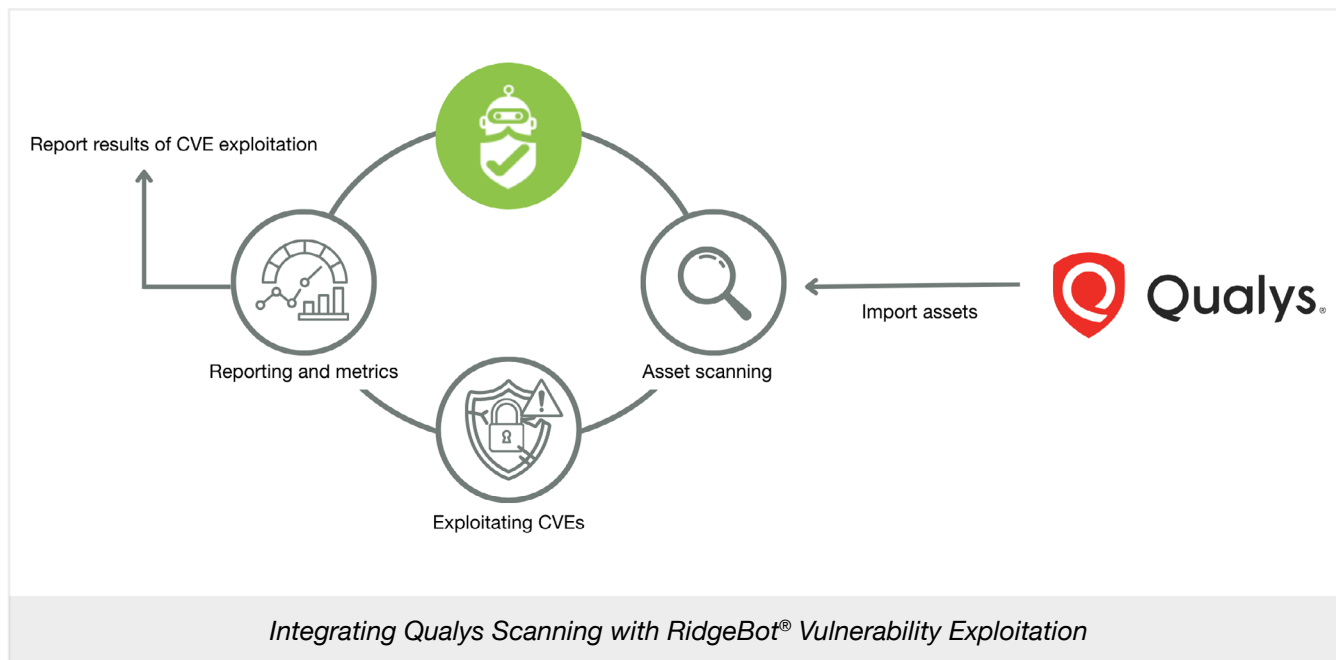 Report results of CVE exploitation
Qualys®
Import assets
Reporting and metrics
Asset scanning
Exploitating CVEs
Integrating Qualys Scanning with RidgeBot® Vulnerability Exploitation